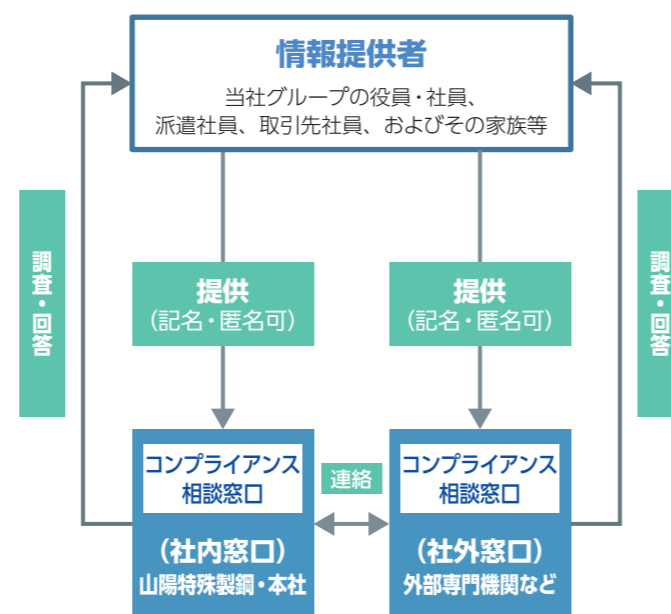 情報提供者
当社グループの役員・社員、
派遣社員、取引先社員、およびその家族等
調査・回答
提供
（記名・匿名可）
提供
（記名・匿名可）
調査・回答
コンプライアンス
相談窓口
（社内窓口）
山陽特殊製鋼・本社
連絡
コンプライアンス
相談窓口
（社外窓口）
外部専門機関など